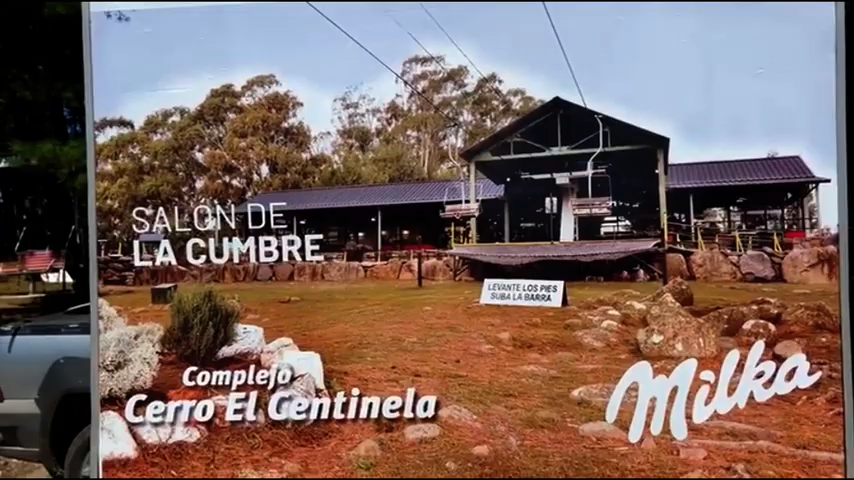 SALÓN DE
LA CUMBRE
LEVANTE LOS PIES
SUBA LA BARRA
Complejo
Cerro El Centinela
Milka